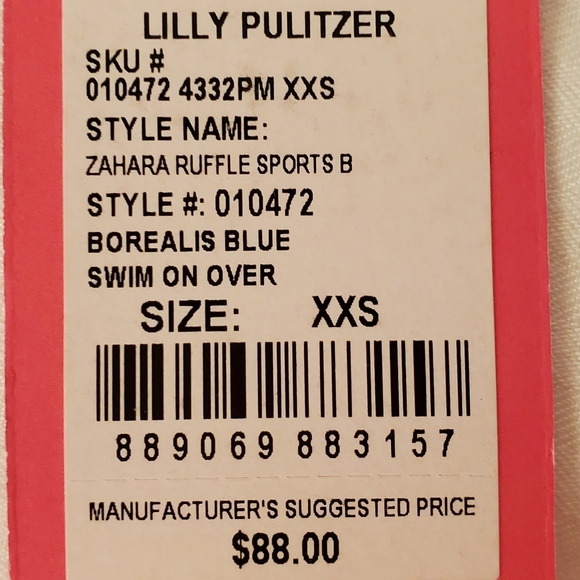 LILLY PULITZER
SKU #
010472 4332PM XXS
STYLE NAME:
ZAHARA RUFFLE SPORTS B
STYLE #: 010472
BOREALIS BLUE
SWIM ON OVER
SIZE: XXS
889069 883157
MANUFACTURER'S SUGGESTED PRICE
$88.00